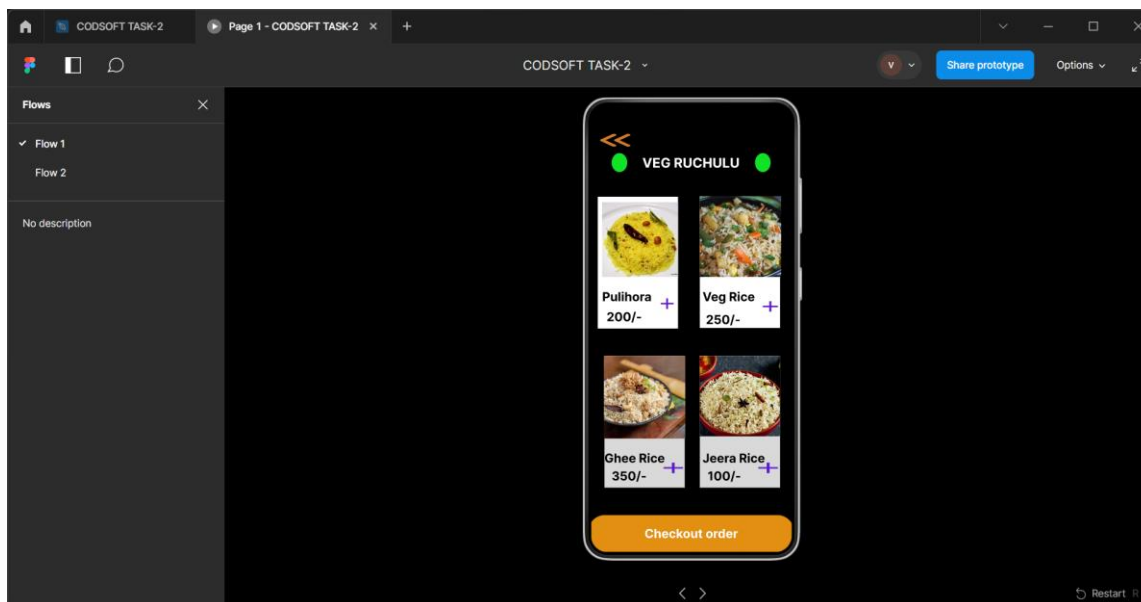 CODSOFT TASK-2
Page 1 - CODSOFT TASK-2
CODSOFT TASK-2
V
Share prototype
Options
Flows
Flow 1
Flow 2
No description
VEG RUCHULU
Pulihora
200/-
Veg Rice
250/-
Ghee Rice
350/-
Jeera Rice
100/-
Checkout order
Restart R